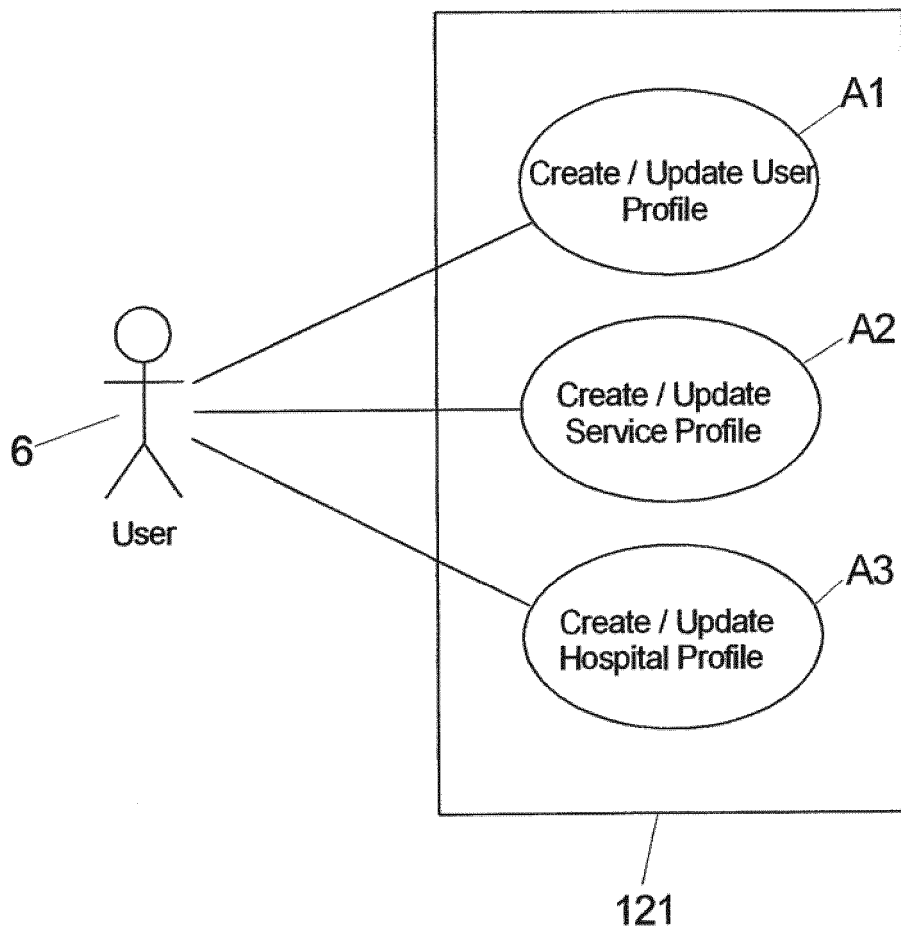 A1
Create / Update User
Profile
A2
Create / Update
Service Profile
6
User
A3
Create / Update
Hospital Profile
121